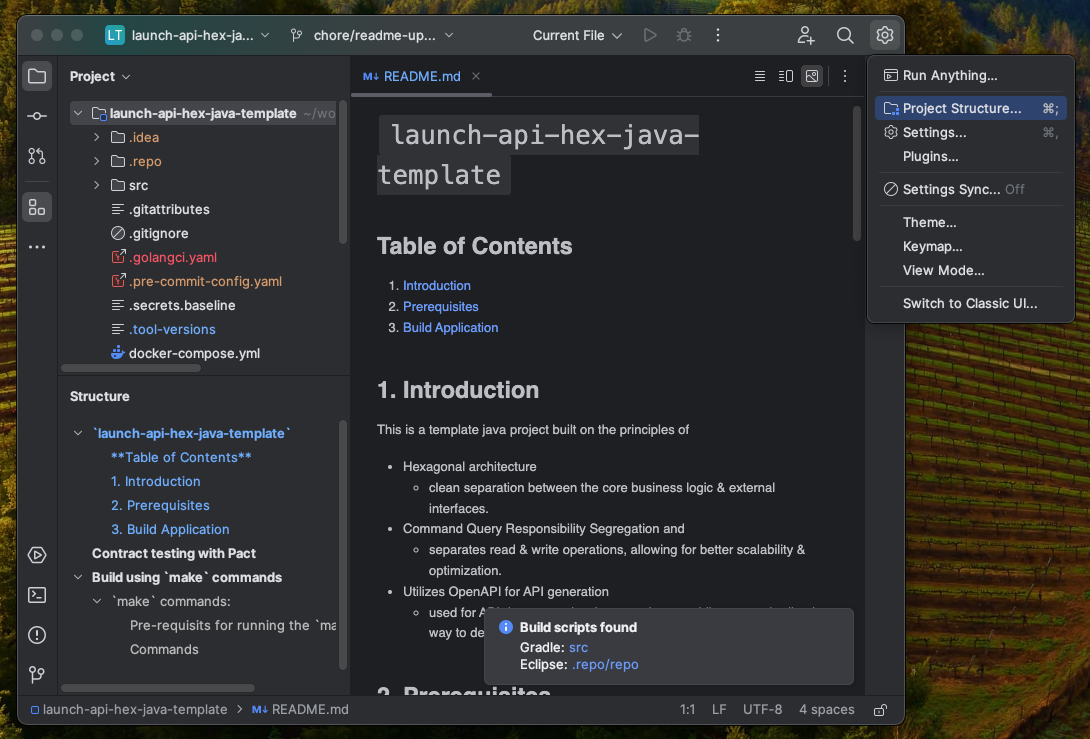 LT launch-api-hex-ja... chore/readme-up... Current File
Project
launch-api-hex-java-template ~/wo
.idea
.repo
src
.gitattributes
.gitignore
.golangci.yaml
.pre-commit-config.yaml
.secrets.baseline
.tool-versions
docker-compose.yml
Structure
`launch-api-hex-java-template`
**Table of Contents**
1. Introduction
2. Prerequisites
3. Build Application
Contract testing with Pact
Build using `make` commands
`make` commands:
Pre-requisits for running the `ma
Commands
M↓ README.md
launch-api-hex-java-
template
Table of Contents
1. Introduction
2. Prerequisites
3. Build Application
1. Introduction
This is a template java project built on the principles of
• Hexagonal architecture
◦ clean separation between the core business logic & external
interfaces.
• Command Query Responsibility Segregation and
◦ separates read & write operations, allowing for better scalability &
optimization.
• Utilizes OpenAPI for API generation
◦ used for
way to de
2. Prerequisites
Build scripts found
Gradle: src
Eclipse: .repo/repo
Run Anything...
Project Structure... ⌘;
Settings... ⌘,
Plugins...
Settings Sync... Off
Theme...
Keymap...
View Mode...
Switch to Classic UI...
launch-api-hex-java-template > M↓ README.md
1:1 LF UTF-8 4 spaces